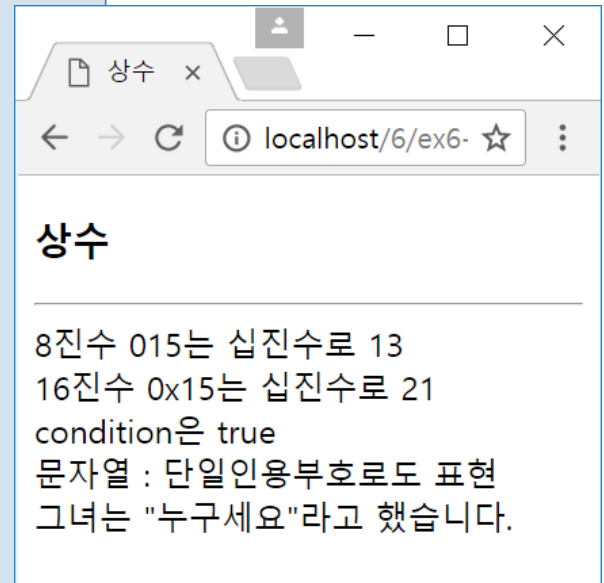 상수
localhost/6/ex6-
상수
8진수 015는 십진수로 13
16진수 0x15는 십진수로 21
condition은 true
문자열 : 단일인용부호로도 표현
그녀는 "누구세요"라고 했습니다.